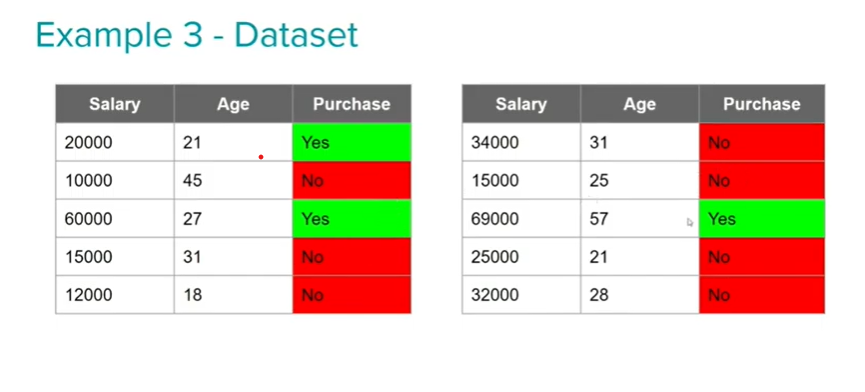 Example 3 - Dataset
Salary Age Purchase
20000 21 Yes
10000 45 No
60000 27 Yes
15000 31 No
12000 18 No
Salary Age Purchase
34000 31 No
15000 25 No
69000 57 Yes
25000 21 No
32000 28 No